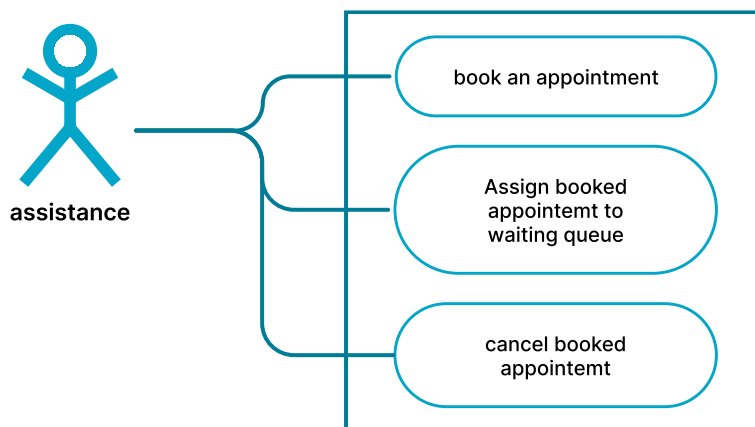 book an appointment
Assign booked
appointemt to
waiting queue
assistance
cancel booked
appointemt